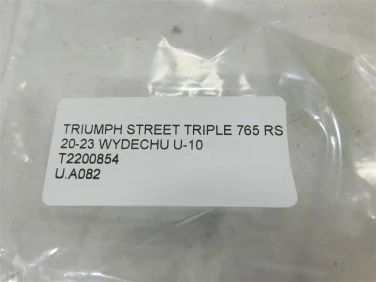 TRIUMPH STREET TRIPLE 765 RS
20-23 WYDECHU U-10
T2200854
U.A082